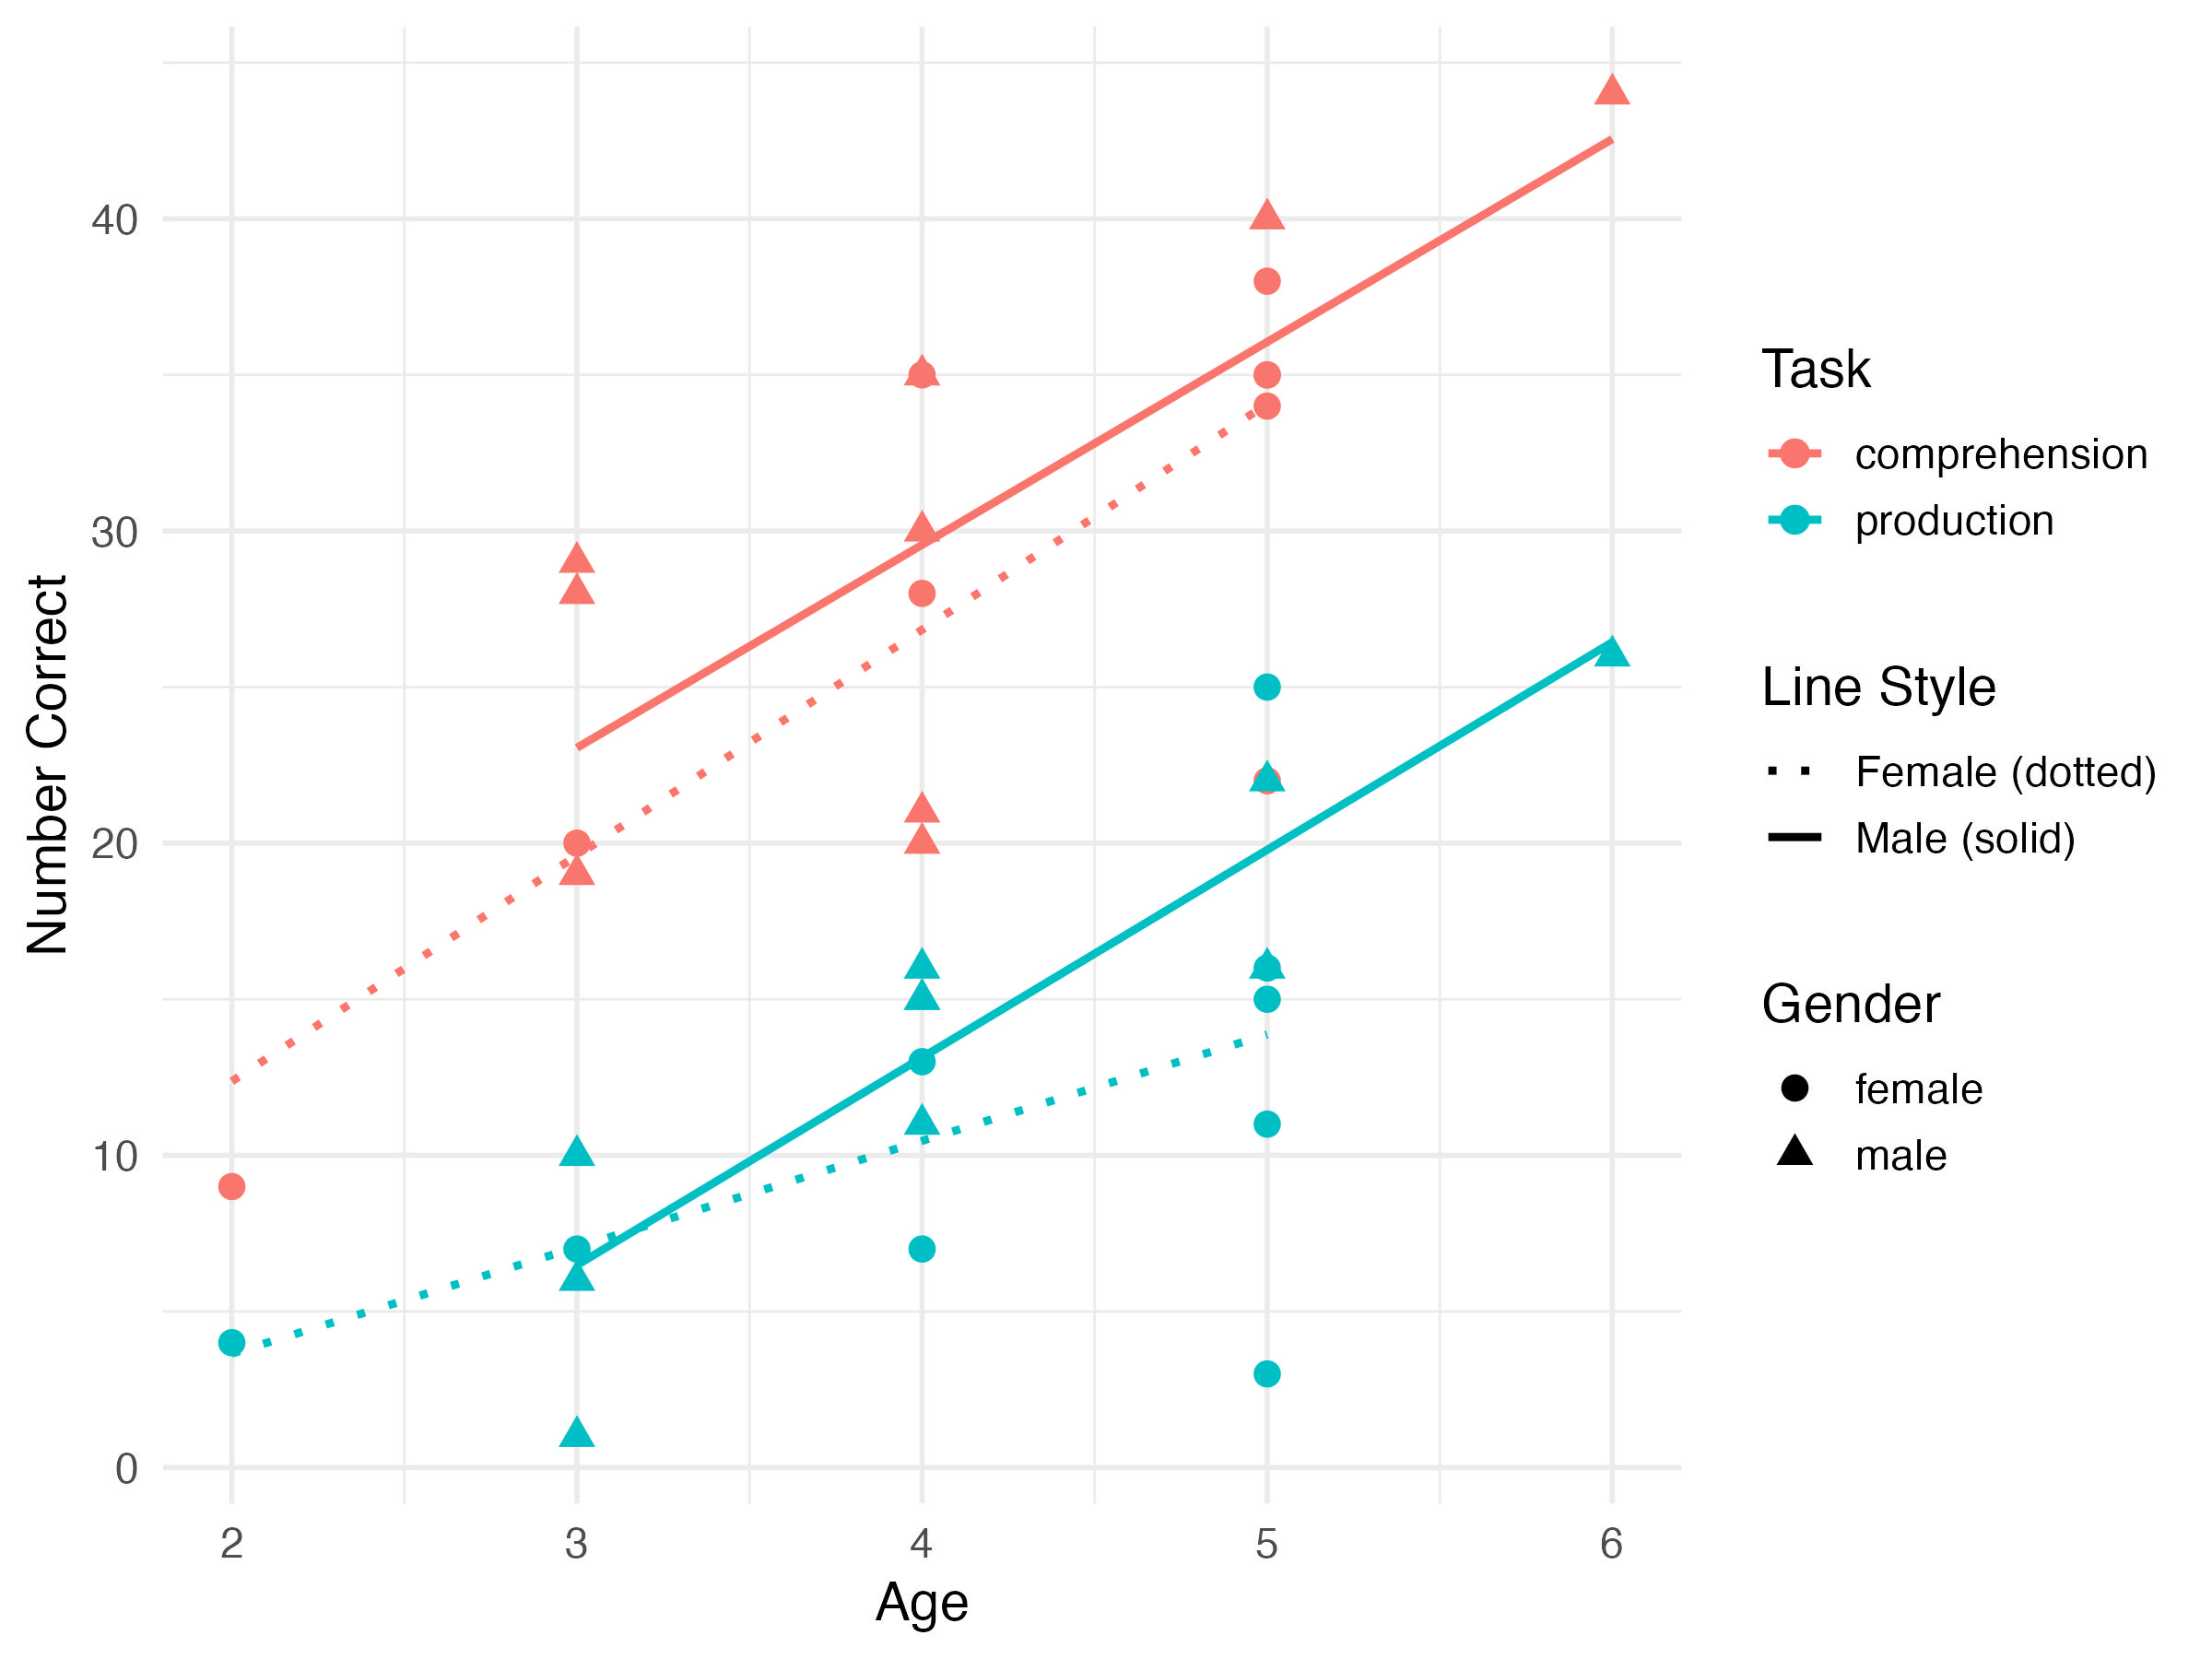 Number Correct
40
30
20
10
0
2 3 4 5 6
Age
Task
comprehension
production
Line Style
Female (dotted)
Male (solid)
Gender
female
male